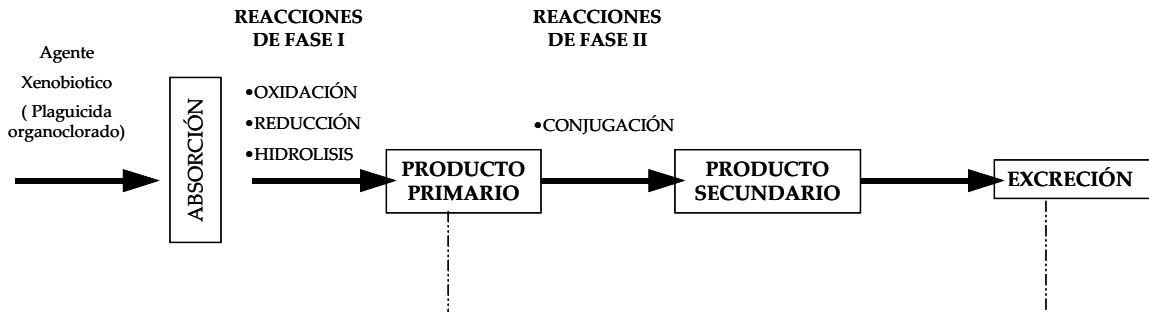 Agente
Xenobiotico
( Plaguicida
organoclorado)
ABSORCIÓN
REACCIONES
DE FASE I
•OXIDACIÓN
•REDUCCIÓN
•HIDROLISIS
PRODUCTO
PRIMARIO
REACCIONES
DE FASE II
•CONJUGACIÓN
PRODUCTO
SECUNDARIO
EXCRECIÓN